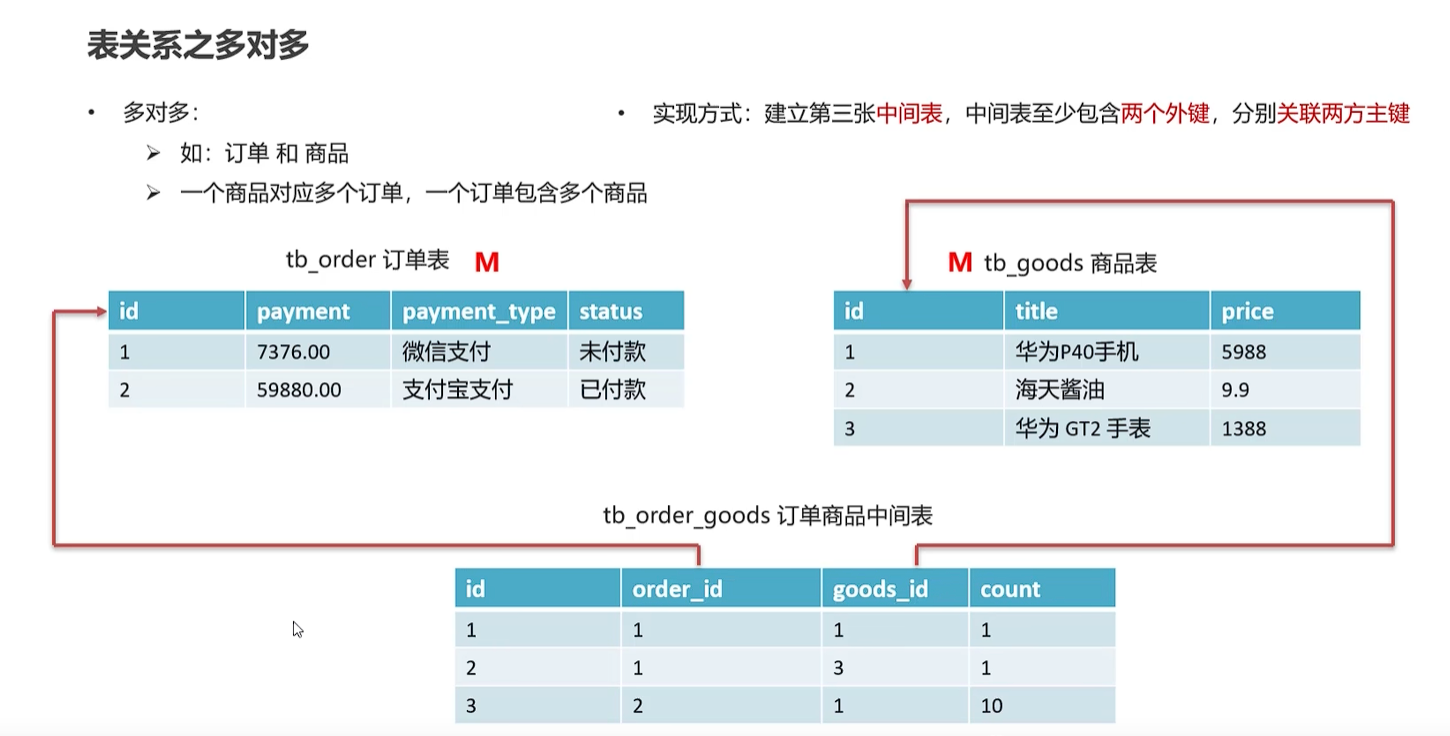 表关系之多对多
• 多对多：
➢ 如：订单 和 商品
➢ 一个商品对应多个订单，一个订单包含多个商品
• 实现方式：建立第三张中间表，中间表至少包含两个外键，分别关联两方主键
tb_order 订单表 M
id payment payment_type status
1 7376.00 微信支付 未付款
2 59880.00 支付宝支付 已付款
M tb_goods 商品表
id title price
1 华为P40手机 5988
2 海天酱油 9.9
3 华为 GT2 手表 1388
tb_order_goods 订单商品中间表
id order_id goods_id count
1 1 1 1
2 1 3 1
3 2 1 10